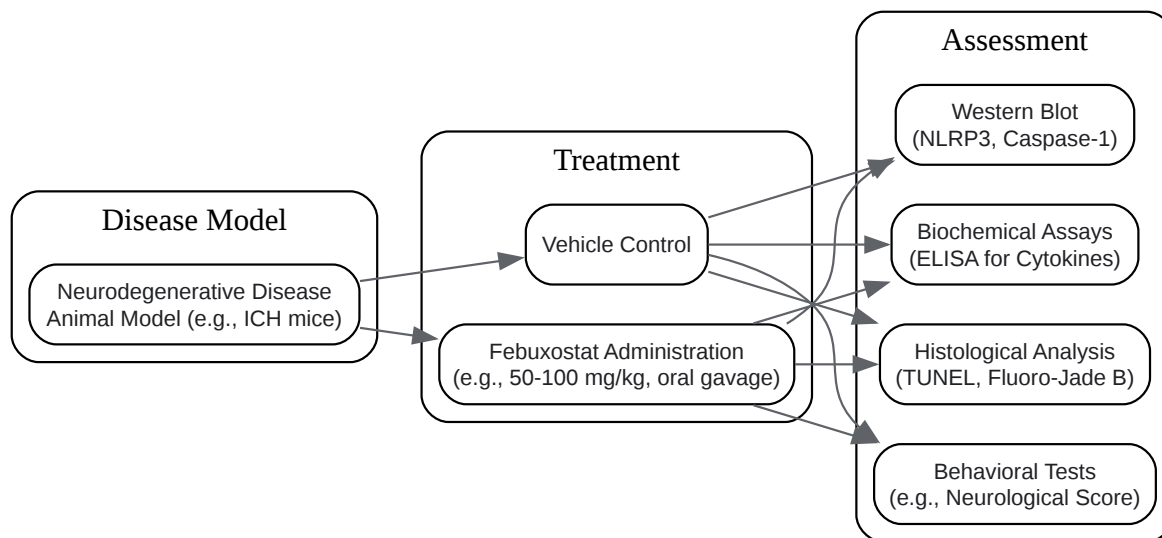 Disease Model
Neurodegenerative Disease
Animal Model (e.g., ICH mice)
Treatment
Vehicle Control
Febuxostat Administration
(e.g., 50-100 mg/kg, oral gavage)
Assessment
Western Blot
(NLRP3, Caspase-1)
Biochemical Assays
(ELISA for Cytokines)
Histological Analysis
(TUNEL, Fluoro-Jade B)
Behavioral Tests
(e.g., Neurological Score)